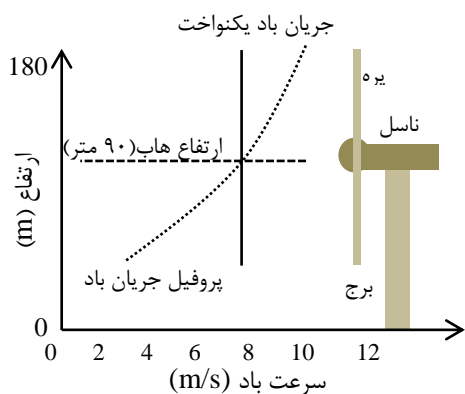 جریان باد یکنواخت
180
یره
ناسل
ارتفاع هاب(۹۰ متر)
ارتفاع (m)
پروفیل جریان باد
برج
0
0 2 4 6 8 10 12
سرعت باد (m/s)